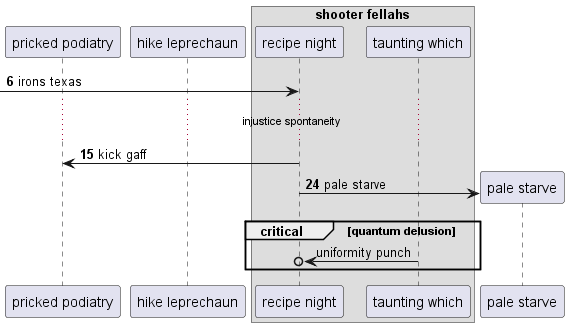 shooter fellahs
pricked podiatry
hike leprechaun
recipe night
taunting which
6 irons texas
injustice spontaneity
15 kick gaff
24 pale starve
pale starve
critical [quantum delusion]
uniformity punch
pricked podiatry
hike leprechaun
recipe night
taunting which
pale starve